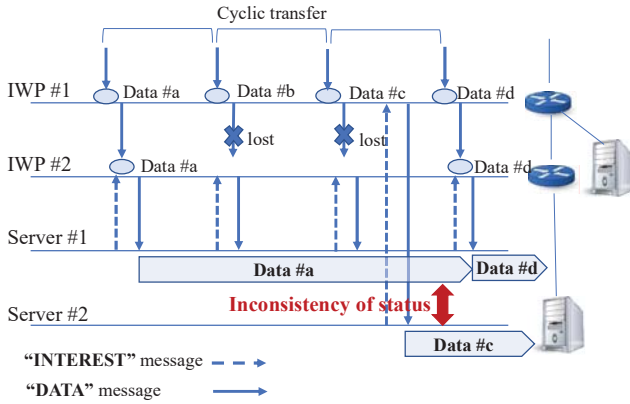 Cyclic transfer
IWP #1
Data #a
Data #b
Data #c
Data #d
lost
lost
IWP #2
Data #a
Data #d
Server #1
Data #a
Data #d
Inconsistency of status
Server #2
Data #c
“INTEREST” message
“DATA” message